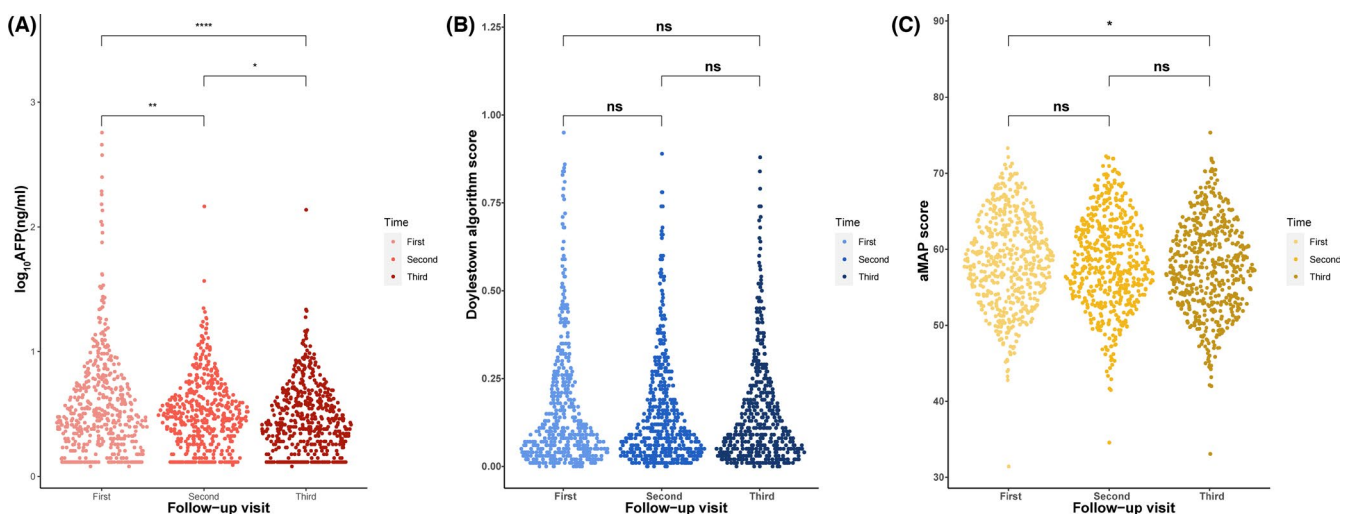 (A)
****
*
**
3
2
1
0
log10AFP(ng/ml)
First
Second
Third
Follow-up visit
Time
First
Second
Third
(B)
ns
ns
ns
1.25
1.00
0.75
0.50
0.25
0.00
Doylestown algorithm score
First
Second
Third
Follow-up visit
Time
First
Second
Third
(C)
*
ns
ns
90
80
70
60
50
40
30
aMAP score
First
Second
Third
Follow-up visit
Time
First
Second
Third